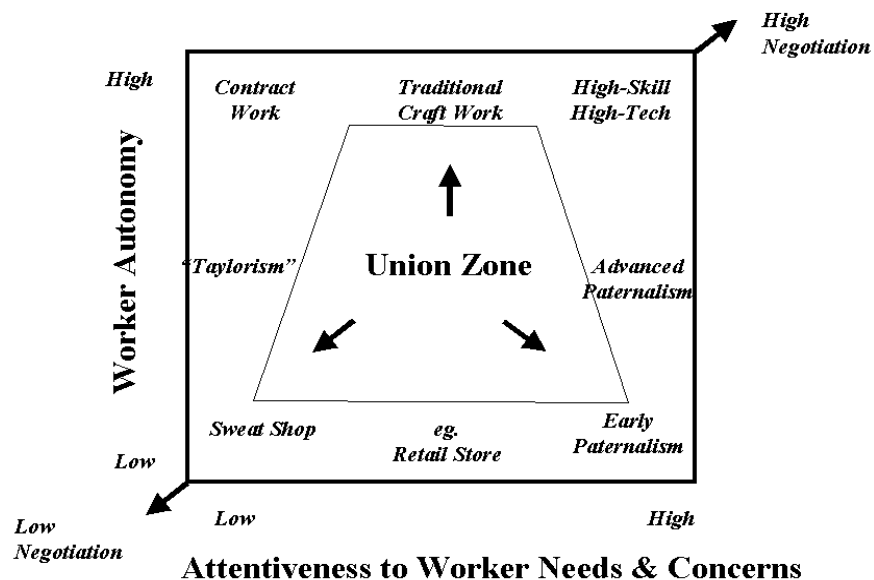 High
Negotiation
High
Contract
Work
Traditional
Craft Work
High-Skill
High-Tech
Worker Autonomy
“Taylorism”
Union Zone
Advanced
Paternalism
Sweat Shop
eg.
Retail Store
Early
Paternalism
Low
Low
Negotiation
Low
High
Attentiveness to Worker Needs & Concerns